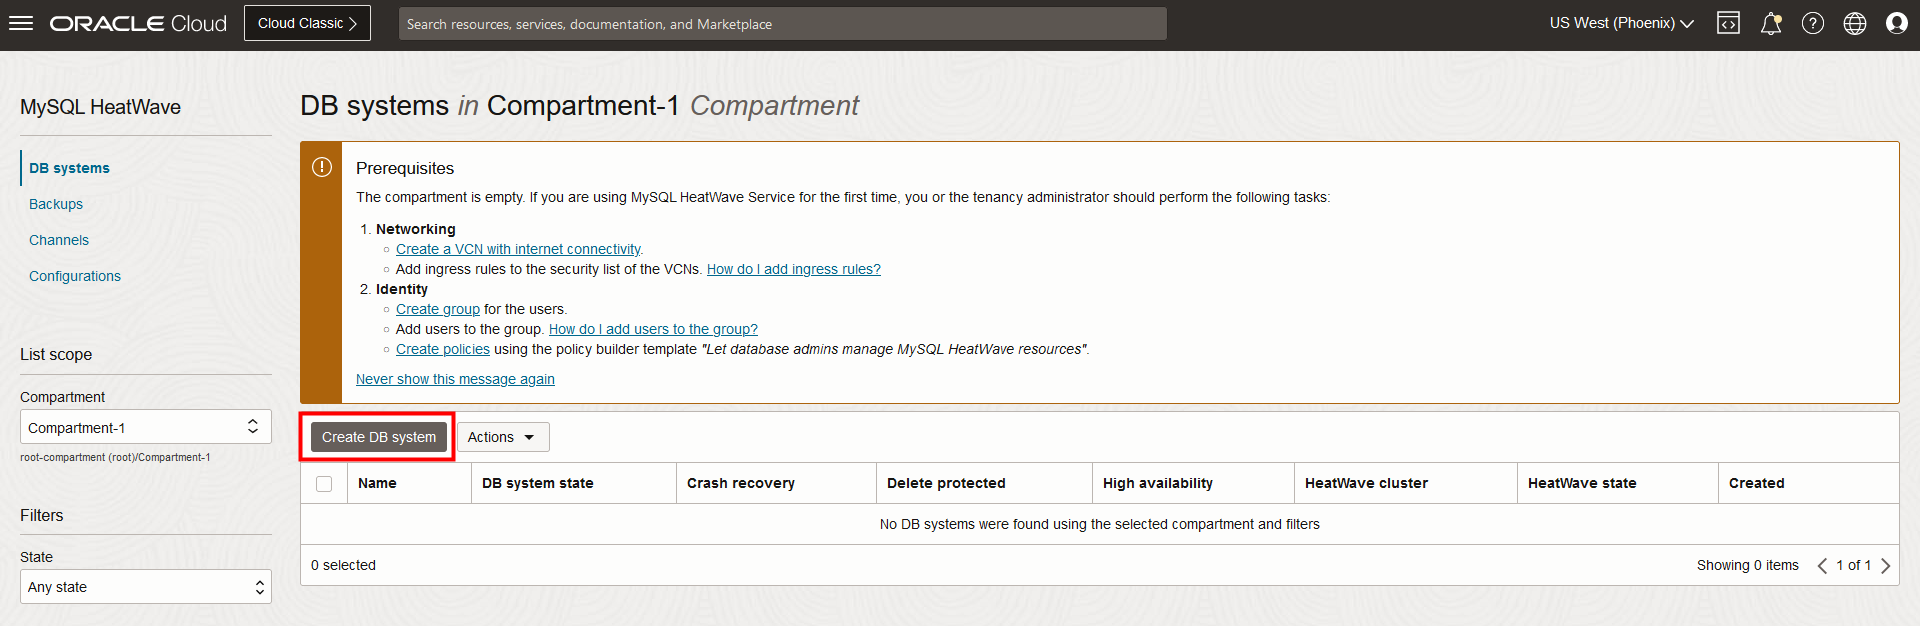 ORACLE Cloud
Cloud Classic
Search resources, services, documentation, and Marketplace
US West (Phoenix)
MySQL HeatWave
DB systems
Backups
Channels
Configurations
List scope
Compartment
Compartment-1
root-compartment (root)/Compartment-1
Filters
State
Any state
DB systems in Compartment-1 Compartment
Prerequisites
The compartment is empty. If you are using MySQL HeatWave Service for the first time, you or the tenancy administrator should perform the following tasks:
1. Networking
Create a VCN with internet connectivity.
Add ingress rules to the security list of the VCNs. How do I add ingress rules?
2. Identity
Create group for the users.
Add users to the group. How do I add users to the group?
Create policies using the policy builder template "Let database admins manage MySQL HeatWave resources".
Never show this message again
Create DB system Actions
Name DB system state Crash recovery Delete protected High availability HeatWave cluster HeatWave state Created
No DB systems were found using the selected compartment and filters
0 selected Showing 0 items 1 of 1